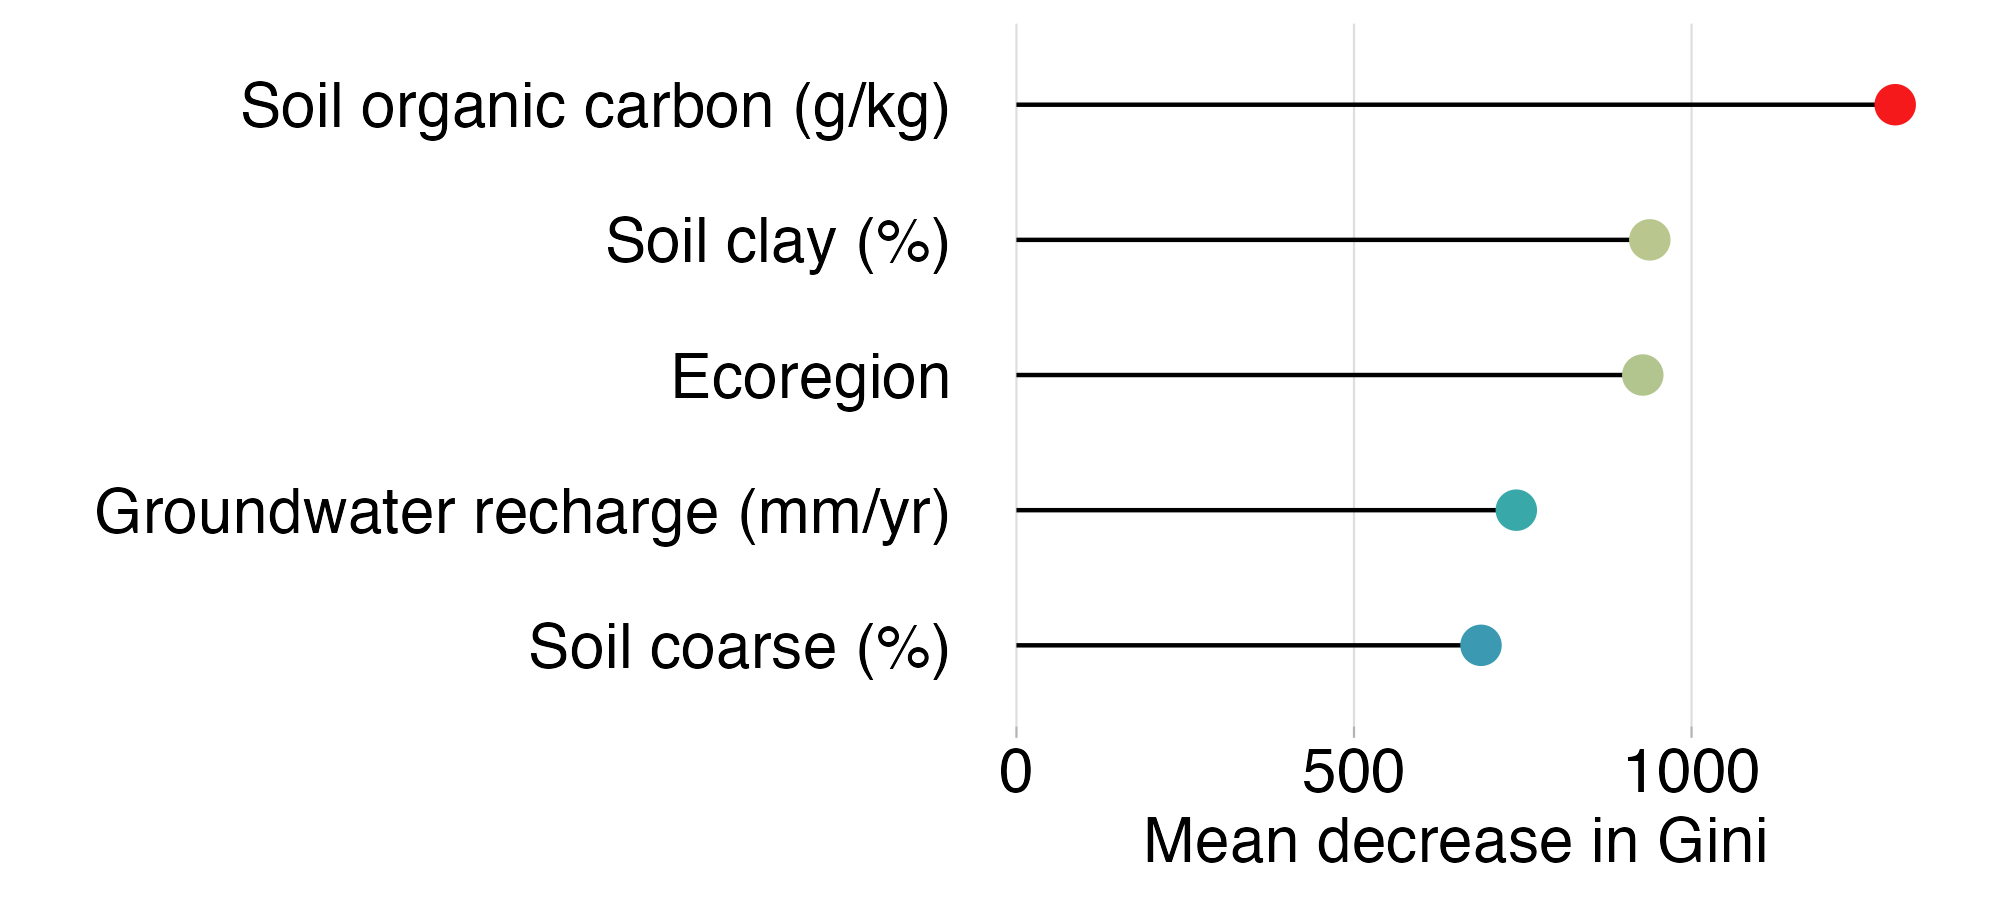 Soil organic carbon (g/kg)
Soil clay (%)
Ecoregion
Groundwater recharge (mm/yr)
Soil coarse (%)
0 500 1000
Mean decrease in Gini